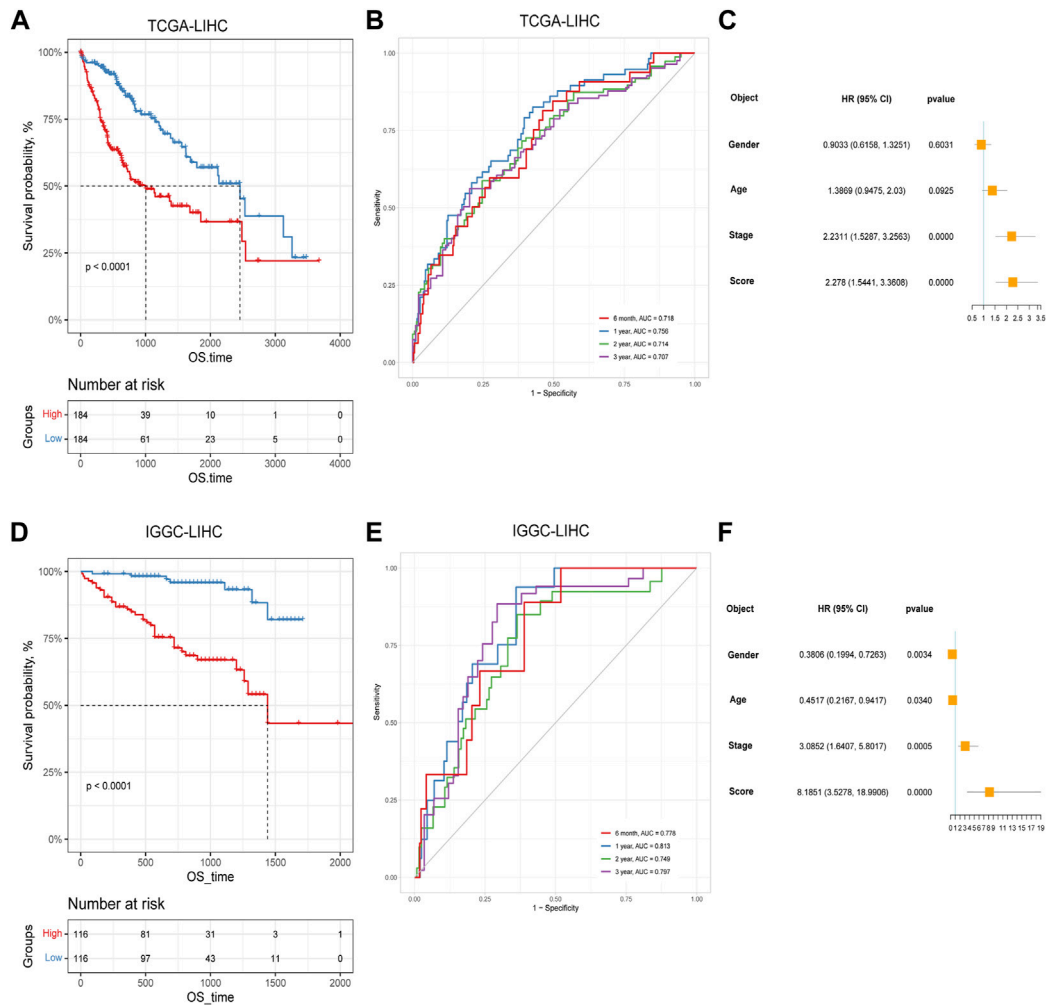 A
TCGA-LIHC
Survival probability, %
100%
75%
50%
25%
0%
p < 0.0001
0 500 1000 1500 2000 2500 3000 3500 4000
OS.time
Number at risk
Groups
High 184 39 10 1 0
Low 184 61 23 5 0
0 1000 2000 3000 4000
OS.time
B
TCGA-LIHC
Sensitivity
1.00
0.75
0.50
0.25
0.00
6 month, AUC = 0.718
1 year, AUC = 0.756
2 year, AUC = 0.714
3 year, AUC = 0.707
0.00 0.25 0.50 0.75 1.00
1 − Specificity
C
Object HR (95% CI) pvalue
Gender 0.9033 (0.6158, 1.3251) 0.6031
Age 1.3869 (0.9475, 2.03) 0.0925
Stage 2.2311 (1.5287, 3.2563) 0.0000
Score 2.278 (1.5441, 3.3608) 0.0000
0.5 1 1.5 2 2.5 3 3.5
D
IGGC-LIHC
Survival probability, %
100%
75%
50%
25%
0%
p < 0.0001
0 500 1000 1500 2000
OS_time
Number at risk
Groups
High 116 81 31 3 1
Low 116 97 43 11 0
0 500 1000 1500 2000
OS_time
E
IGGC-LIHC
Sensitivity
1.00
0.75
0.50
0.25
0.00
6 month, AUC = 0.778
1 year, AUC = 0.813
2 year, AUC = 0.749
3 year, AUC = 0.797
0.00 0.25 0.50 0.75 1.00
1 − Specificity
F
Object HR (95% CI) pvalue
Gender 0.3806 (0.1994, 0.7263) 0.0034
Age 0.4517 (0.2167, 0.9417) 0.0340
Stage 3.0852 (1.6407, 5.8017) 0.0005
Score 8.1851 (3.5278, 18.9906) 0.0000
0 1 2 3 4 5 6 7 8 9 11 13 15 17 19